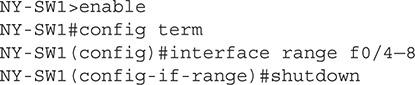 NY-SW1>enable
NY-SW1#config term
NY-SW1(config)#interface range f0/4–8
NY-SW1(config-if-range)#shutdown